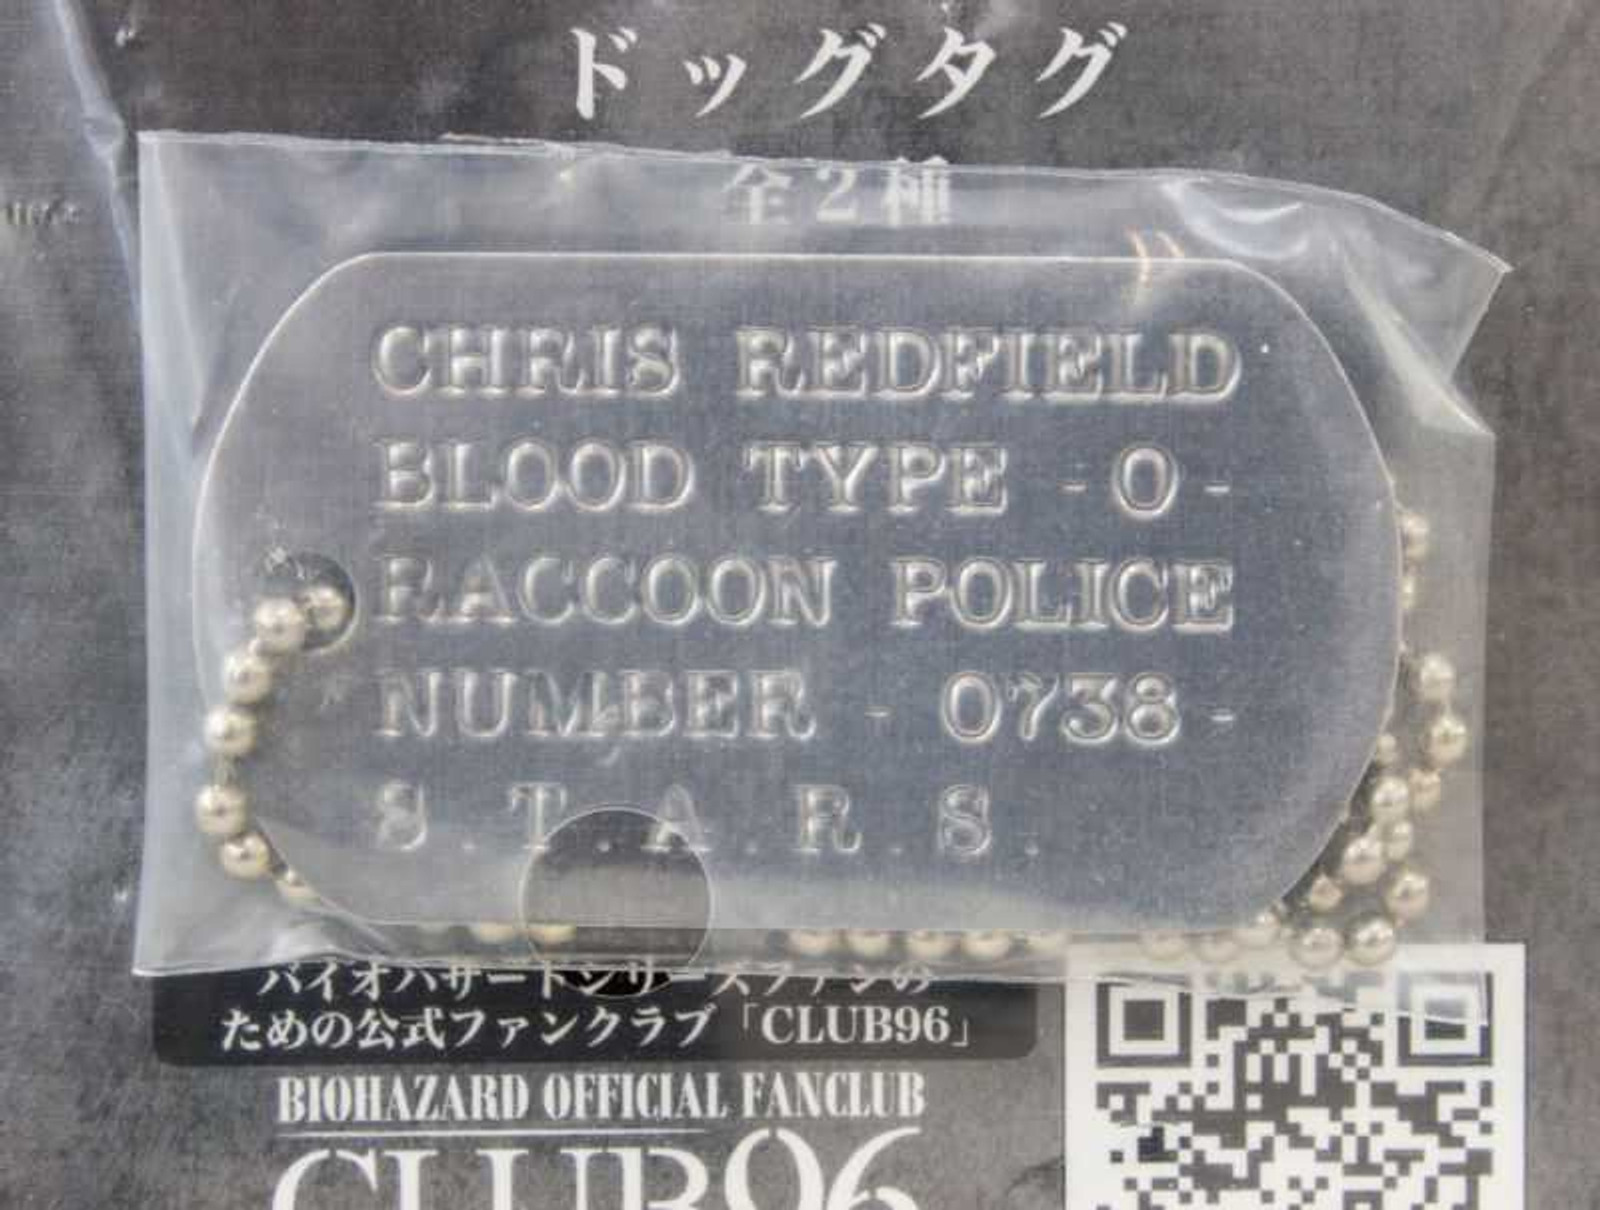 ドッグタグ
全2種
CHRIS REDFIELD
BLOOD TYPE -O-
RACCOON POLICE
NUMBER - 0738-
S.T.A.R.S.
バイオハザードシリーズファンの
ための公式ファンクラブ「CLUB96」
BIOHAZARD OFFICIAL FANCLUB
CLUB96